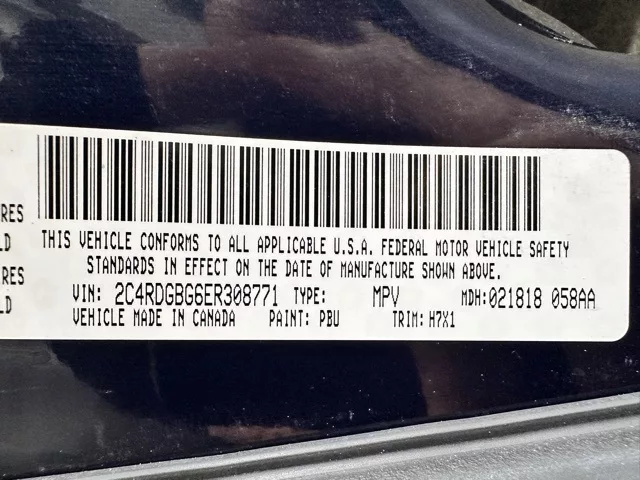 THIS VEHICLE CONFORMS TO ALL APPLICABLE U.S.A. FEDERAL MOTOR VEHICLE SAFETY
STANDARDS IN EFFECT ON THE DATE OF MANUFACTURE SHOWN ABOVE.
VIN: 2C4RDGBG6ER308771 TYPE: MPV MDH:021818 058AA
VEHICLE MADE IN CANADA PAINT: PBU TRIM: H7X1